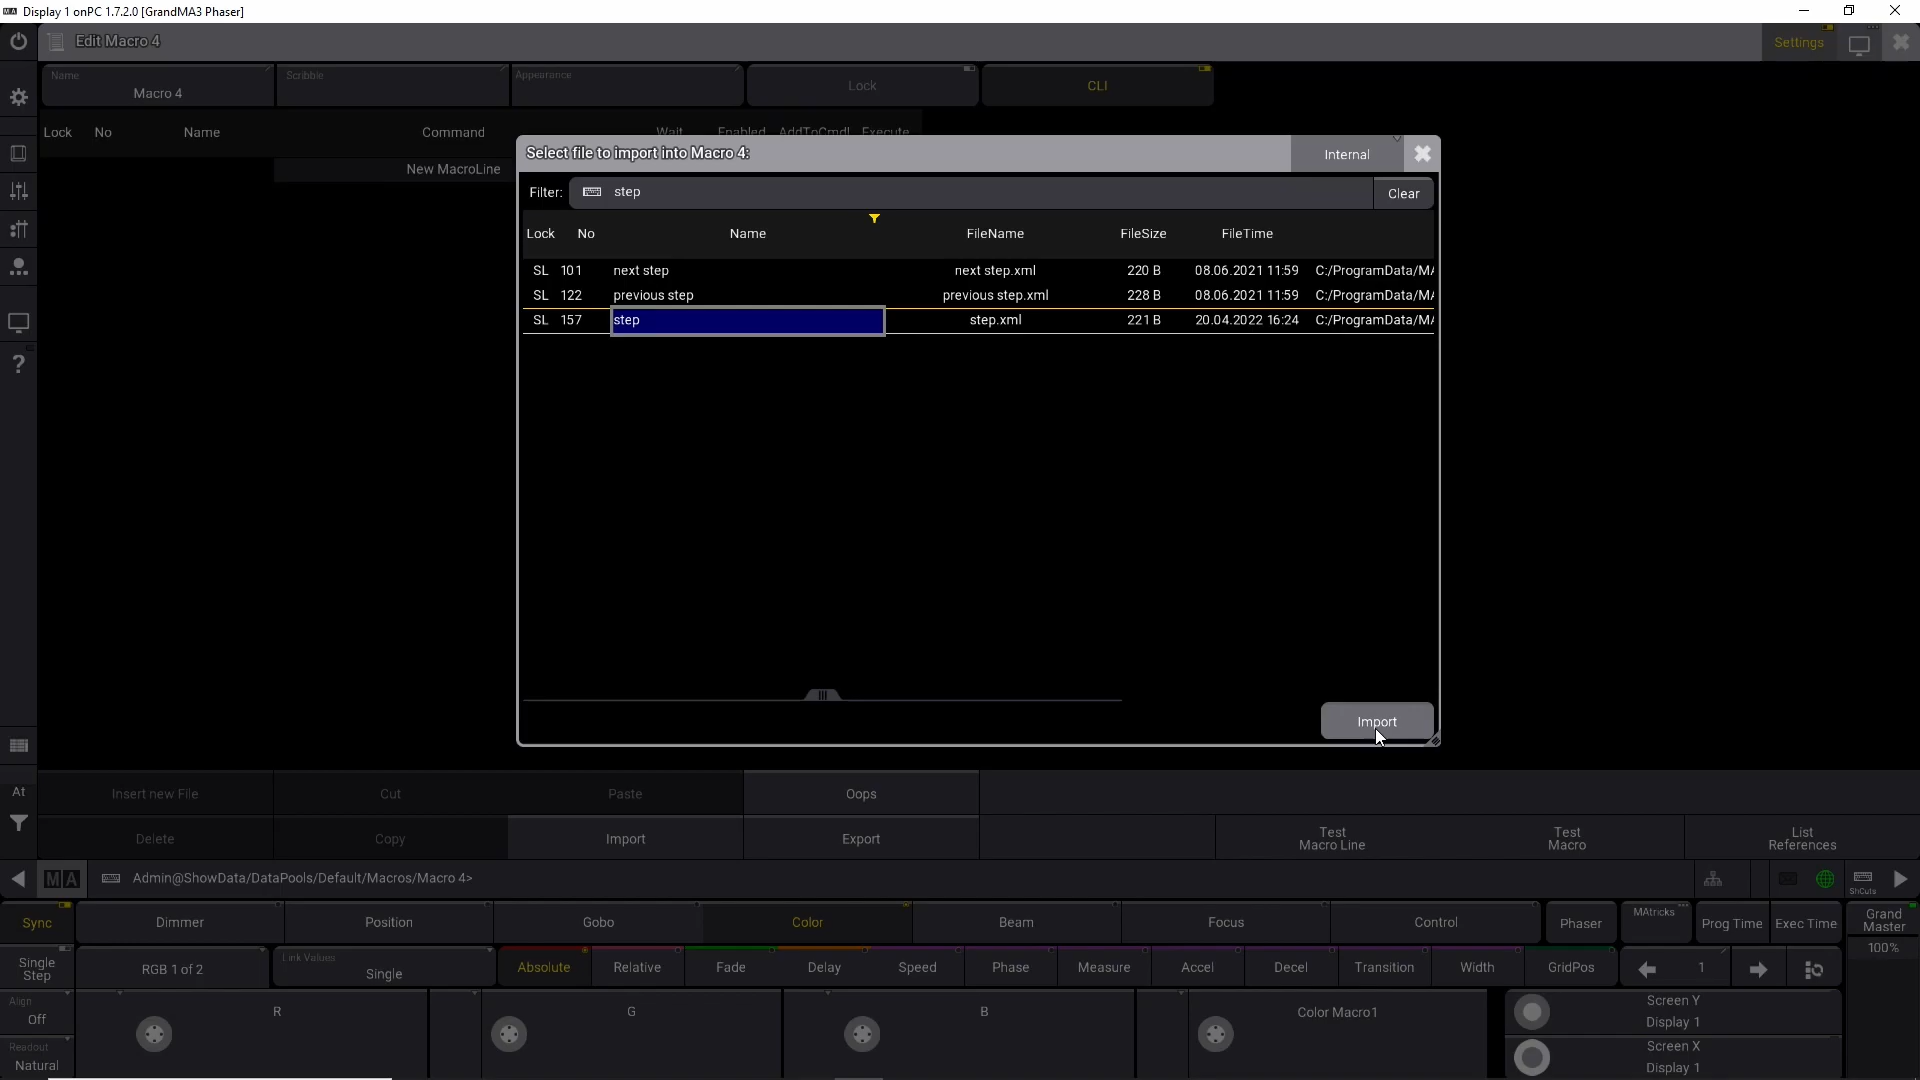 Display 1 onPC 1.7.2.0 [GrandMA3 Phaser]
Edit Macro 4
Settings
Name
Macro 4
Scribble
Appearance
Lock
CLI
Lock No Name Command Wait Enabled AddToCmdl Execute
New MacroLine
Select file to import into Macro 4:
Internal
Filter: step
Clear
Lock No Name FileName FileSize FileTime
SL 101 next step next step.xml 220 B 08.06.2021 11:59 C:/ProgramData/MA
SL 122 previous step previous step.xml 228 B 08.06.2021 11:59 C:/ProgramData/MA
SL 157 step step.xml 221 B 20.04.2022 16:24 C:/ProgramData/MA
Import
?
At
Insert new File Cut Paste Oops
Delete Copy Import Export
Test
Macro Line
Test
Macro
List
References
MA Admin@ShowData/DataPools/Default/Macros/Macro 4>
ShCuts
Sync Dimmer Position Gobo Color Beam Focus Control Phaser MAtricks Prog Time Exec Time
Grand
Master
100%
Single
Step
RGB 1 of 2
Link Values
Single
Absolute Relative Fade Delay Speed Phase Measure Accel Decel Transition Width GridPos 1
Align
Off
Readout
Natural
R G B Color Macro1
Screen Y
Display 1
Screen X
Display 1